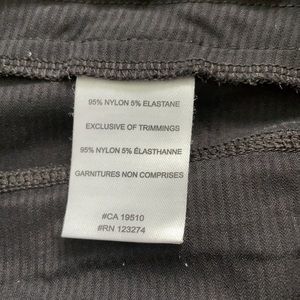 95% NYLON 5% ELASTANE
EXCLUSIVE OF TRIMMINGS
95% NYLON 5% ÉLASTHANNE
GARNITURES NON COMPRISES
#CA 19510
#RN 123274